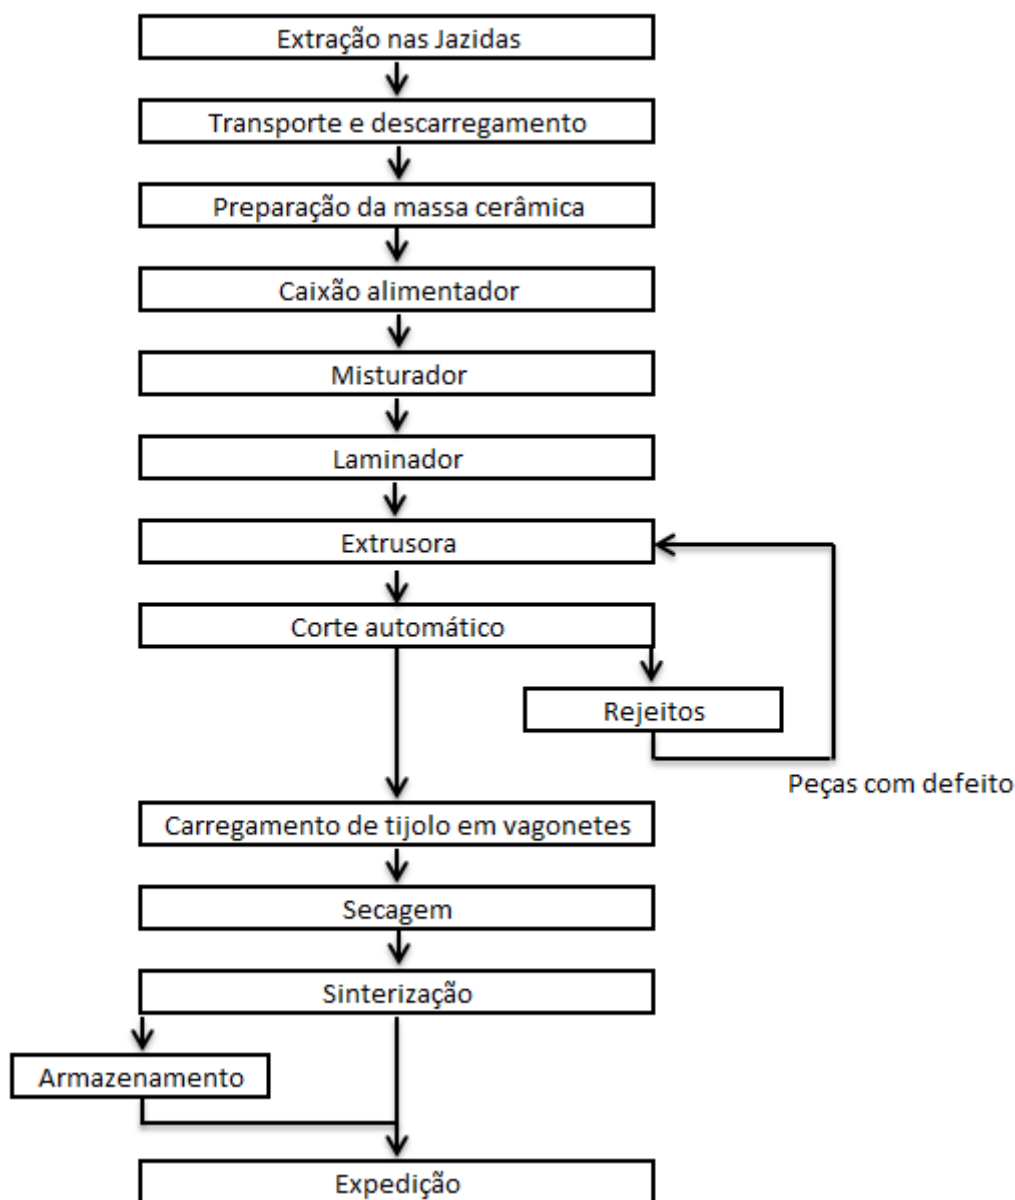 Extração nas Jazidas
Transporte e descarregamento
Preparação da massa cerâmica
Caixão alimentador
Misturador
Laminador
Extrusora
Corte automático
Rejeitos
Peças com defeito
Carregamento de tijolo em vagonetes
Secagem
Sinterização
Armazenamento
Expedição